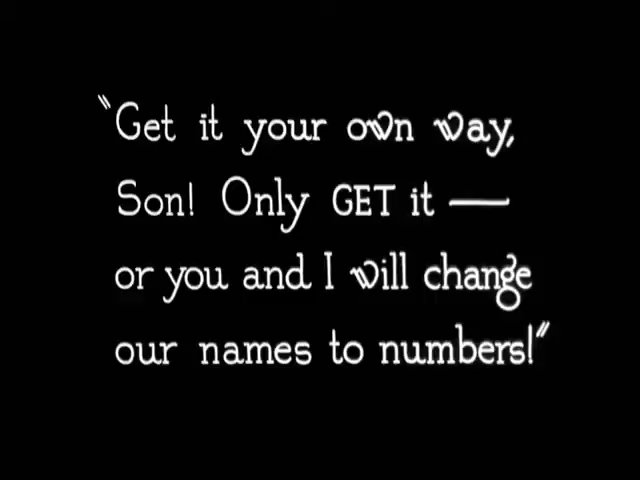 "Get it your own way,
Son! Only GET it —
or you and I will change
our names to numbers!"